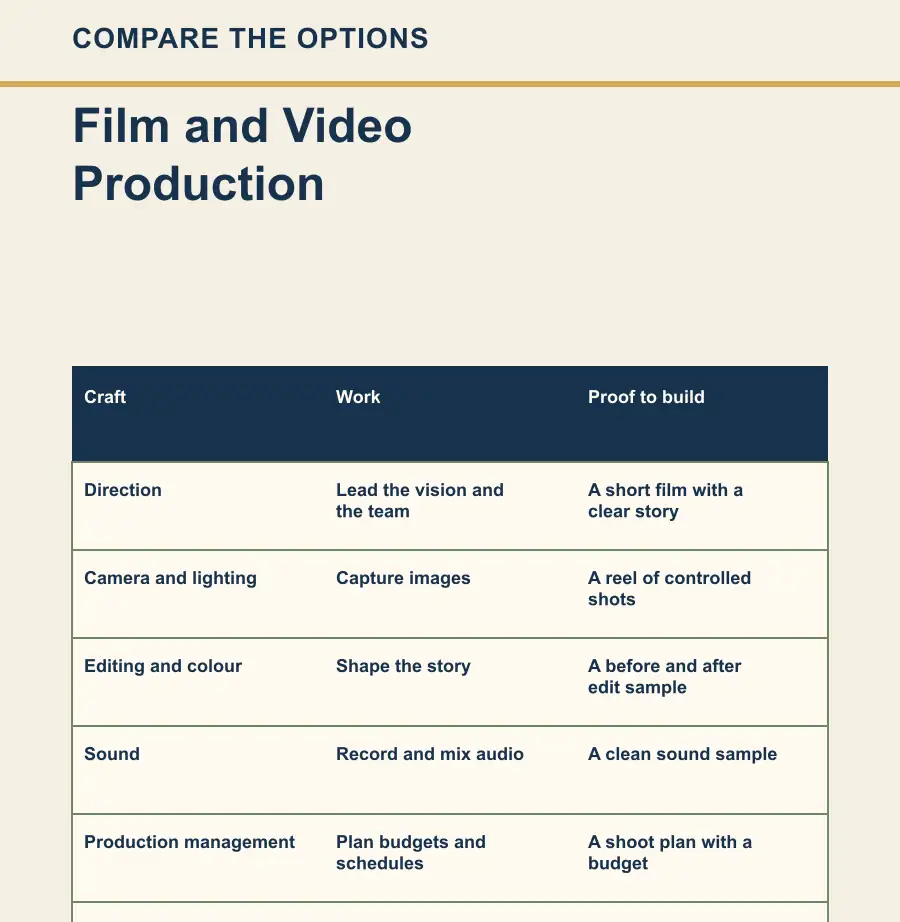 COMPARE THE OPTIONS
Film and Video
Production
Craft Work Proof to build
Direction Lead the vision and A short film with a
the team clear story
Camera and lighting Capture images A reel of controlled
shots
Editing and colour Shape the story A before and after
edit sample
Sound Record and mix audio A clean sound sample
Production management Plan budgets and A shoot plan with a
schedules budget